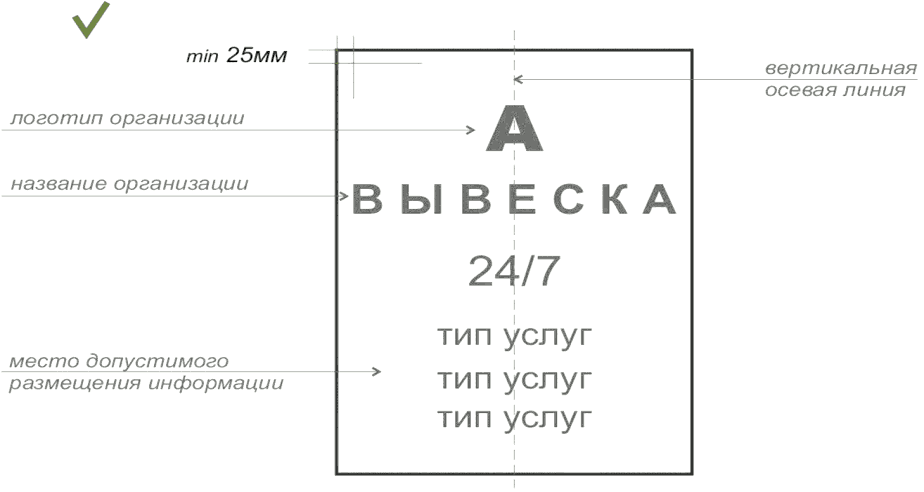 min 25мм
вертикальная
осевая линия
логотип организации
А
название организации
ВЫВЕСКА
24/7
тип услуг
место допустимого
размещения информации
тип услуг
тип услуг